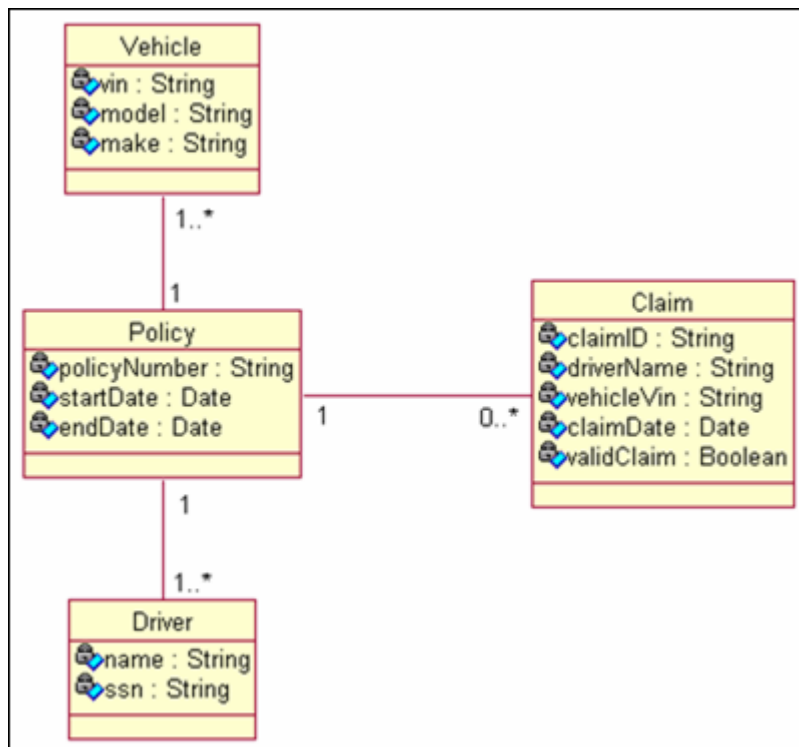 Vehicle
vin : String
model : String
make : String
1..*
1
Policy
policyNumber : String
startDate : Date
endDate : Date
1
0..*
Claim
claimID : String
driverName : String
vehicleVin : String
claimDate : Date
validClaim : Boolean
1
1..*
Driver
name : String
ssn : String